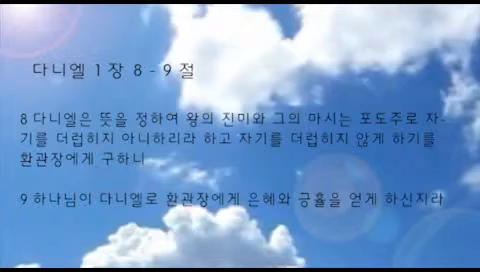 다니엘 1 장 8 - 9 절
8 다니엘은 뜻을 정하여 왕의 진미와 그의 마시는 포도주로 자-
기를 더럽히지 아니하리라 하고 자기를 더럽히지 않게 하기를
환관장에게 구하니
9 하나님이 다니엘로 환관장에게 은혜와 긍휼을 얻게 하신지라